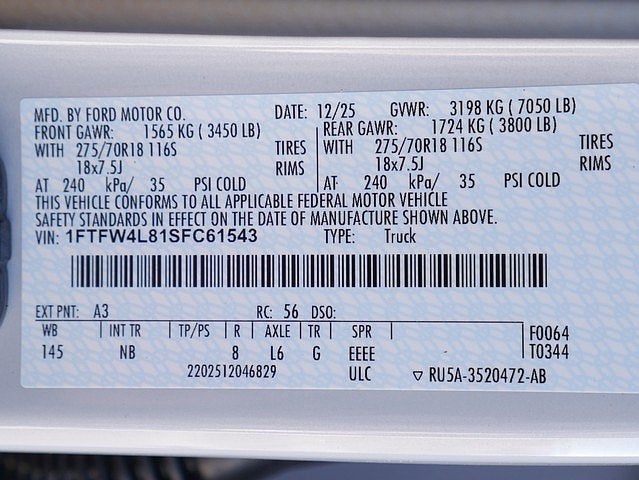 MFD. BY FORD MOTOR CO. DATE: 12/25 GVWR: 3198 KG ( 7050 LB)
FRONT GAWR: 1565 KG ( 3450 LB) REAR GAWR: 1724 KG ( 3800 LB)
WITH 275/70R18 116S TIRES WITH 275/70R18 116S TIRES
18x7.5J RIMS 18x7.5J RIMS
AT 240 kPa/ 35 PSI COLD AT 240 kPa/ 35 PSI COLD
THIS VEHICLE CONFORMS TO ALL APPLICABLE FEDERAL MOTOR VEHICLE
SAFETY STANDARDS IN EFFECT ON THE DATE OF MANUFACTURE SHOWN ABOVE.
VIN: 1FTFW4L81SFC61543 TYPE: Truck
EXT PNT: A3 RC: 56 DSO:
WB INT TR TP/PS R AXLE TR SPR F0064
145 NB 8 L6 G EEEE T0344
2202512046829 ULC ▽ RU5A-3520472-AB